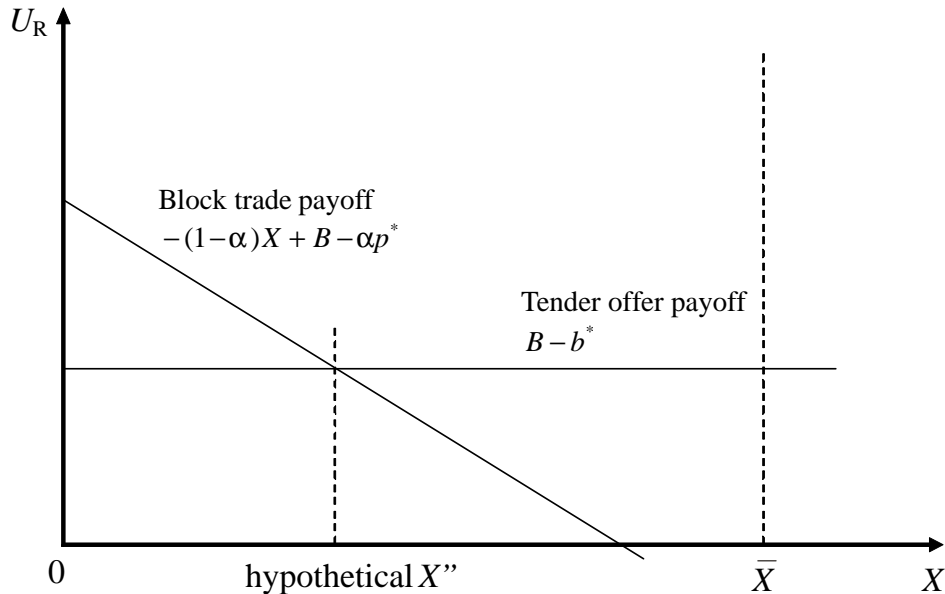 U_R
Block trade payoff
−(1−α)X + B − αp*
Tender offer payoff
B − b*
0
hypothetical X”
X̄
X